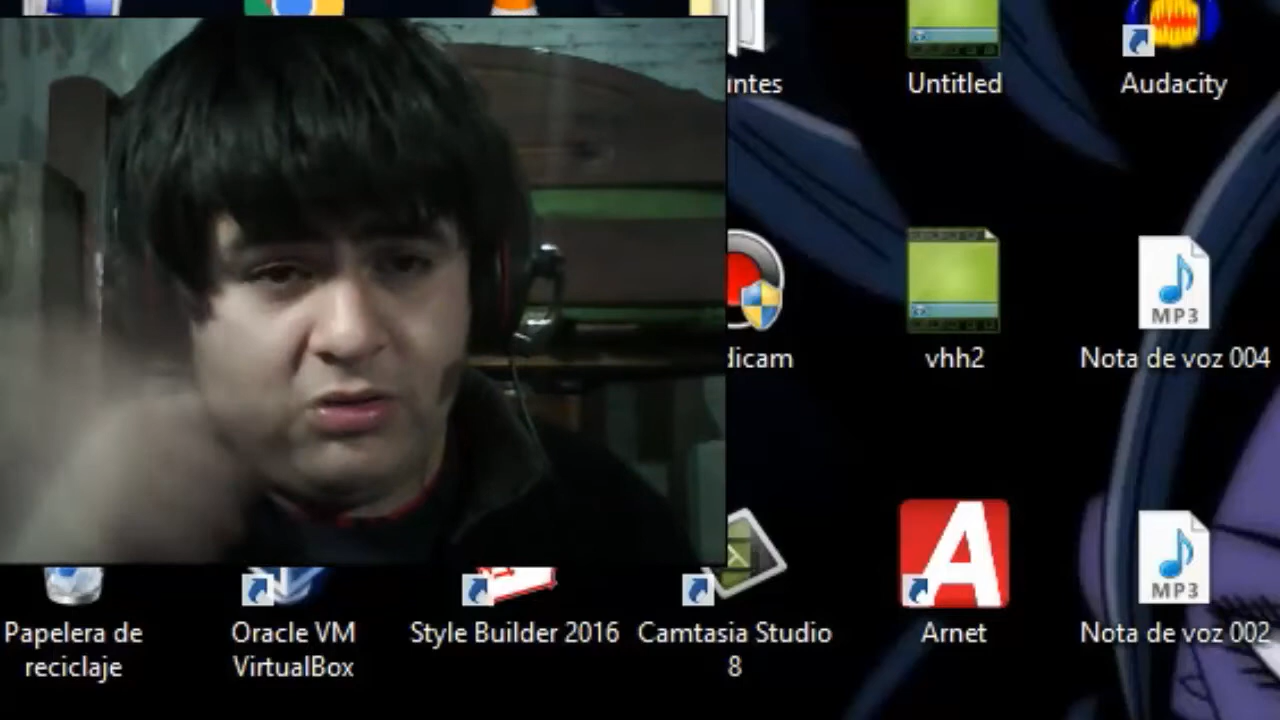 untes
Untitled
Audacity
dicam
vhh2
MP3
Nota de voz 004
Papelera de
reciclaje
Oracle VM
VirtualBox
Style Builder 2016
Camtasia Studio
8
A
Arnet
MP3
Nota de voz 002